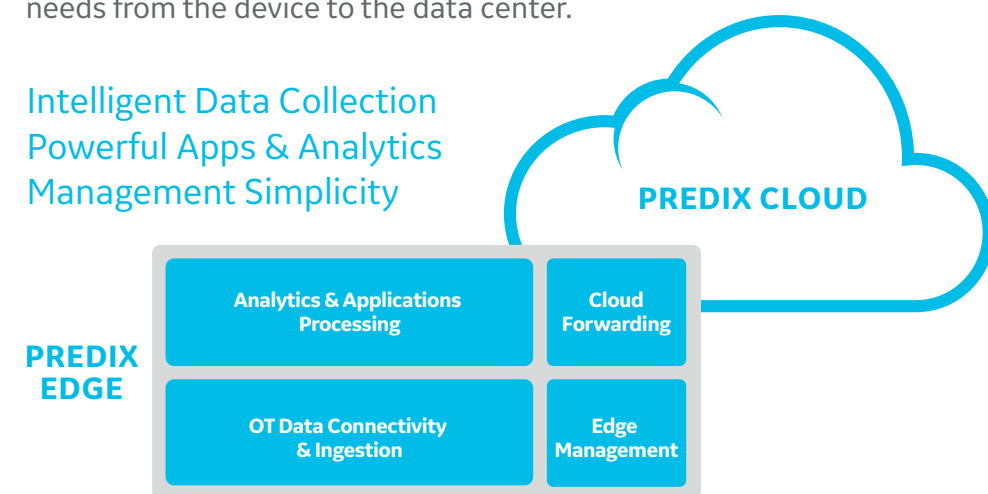 needs from the device to the data center.
Intelligent Data Collection
Powerful Apps & Analytics
Management Simplicity
PREDIX CLOUD
Analytics & Applications
Processing
Cloud
Forwarding
PREDIX
EDGE
OT Data Connectivity
& Ingestion
Edge
Management